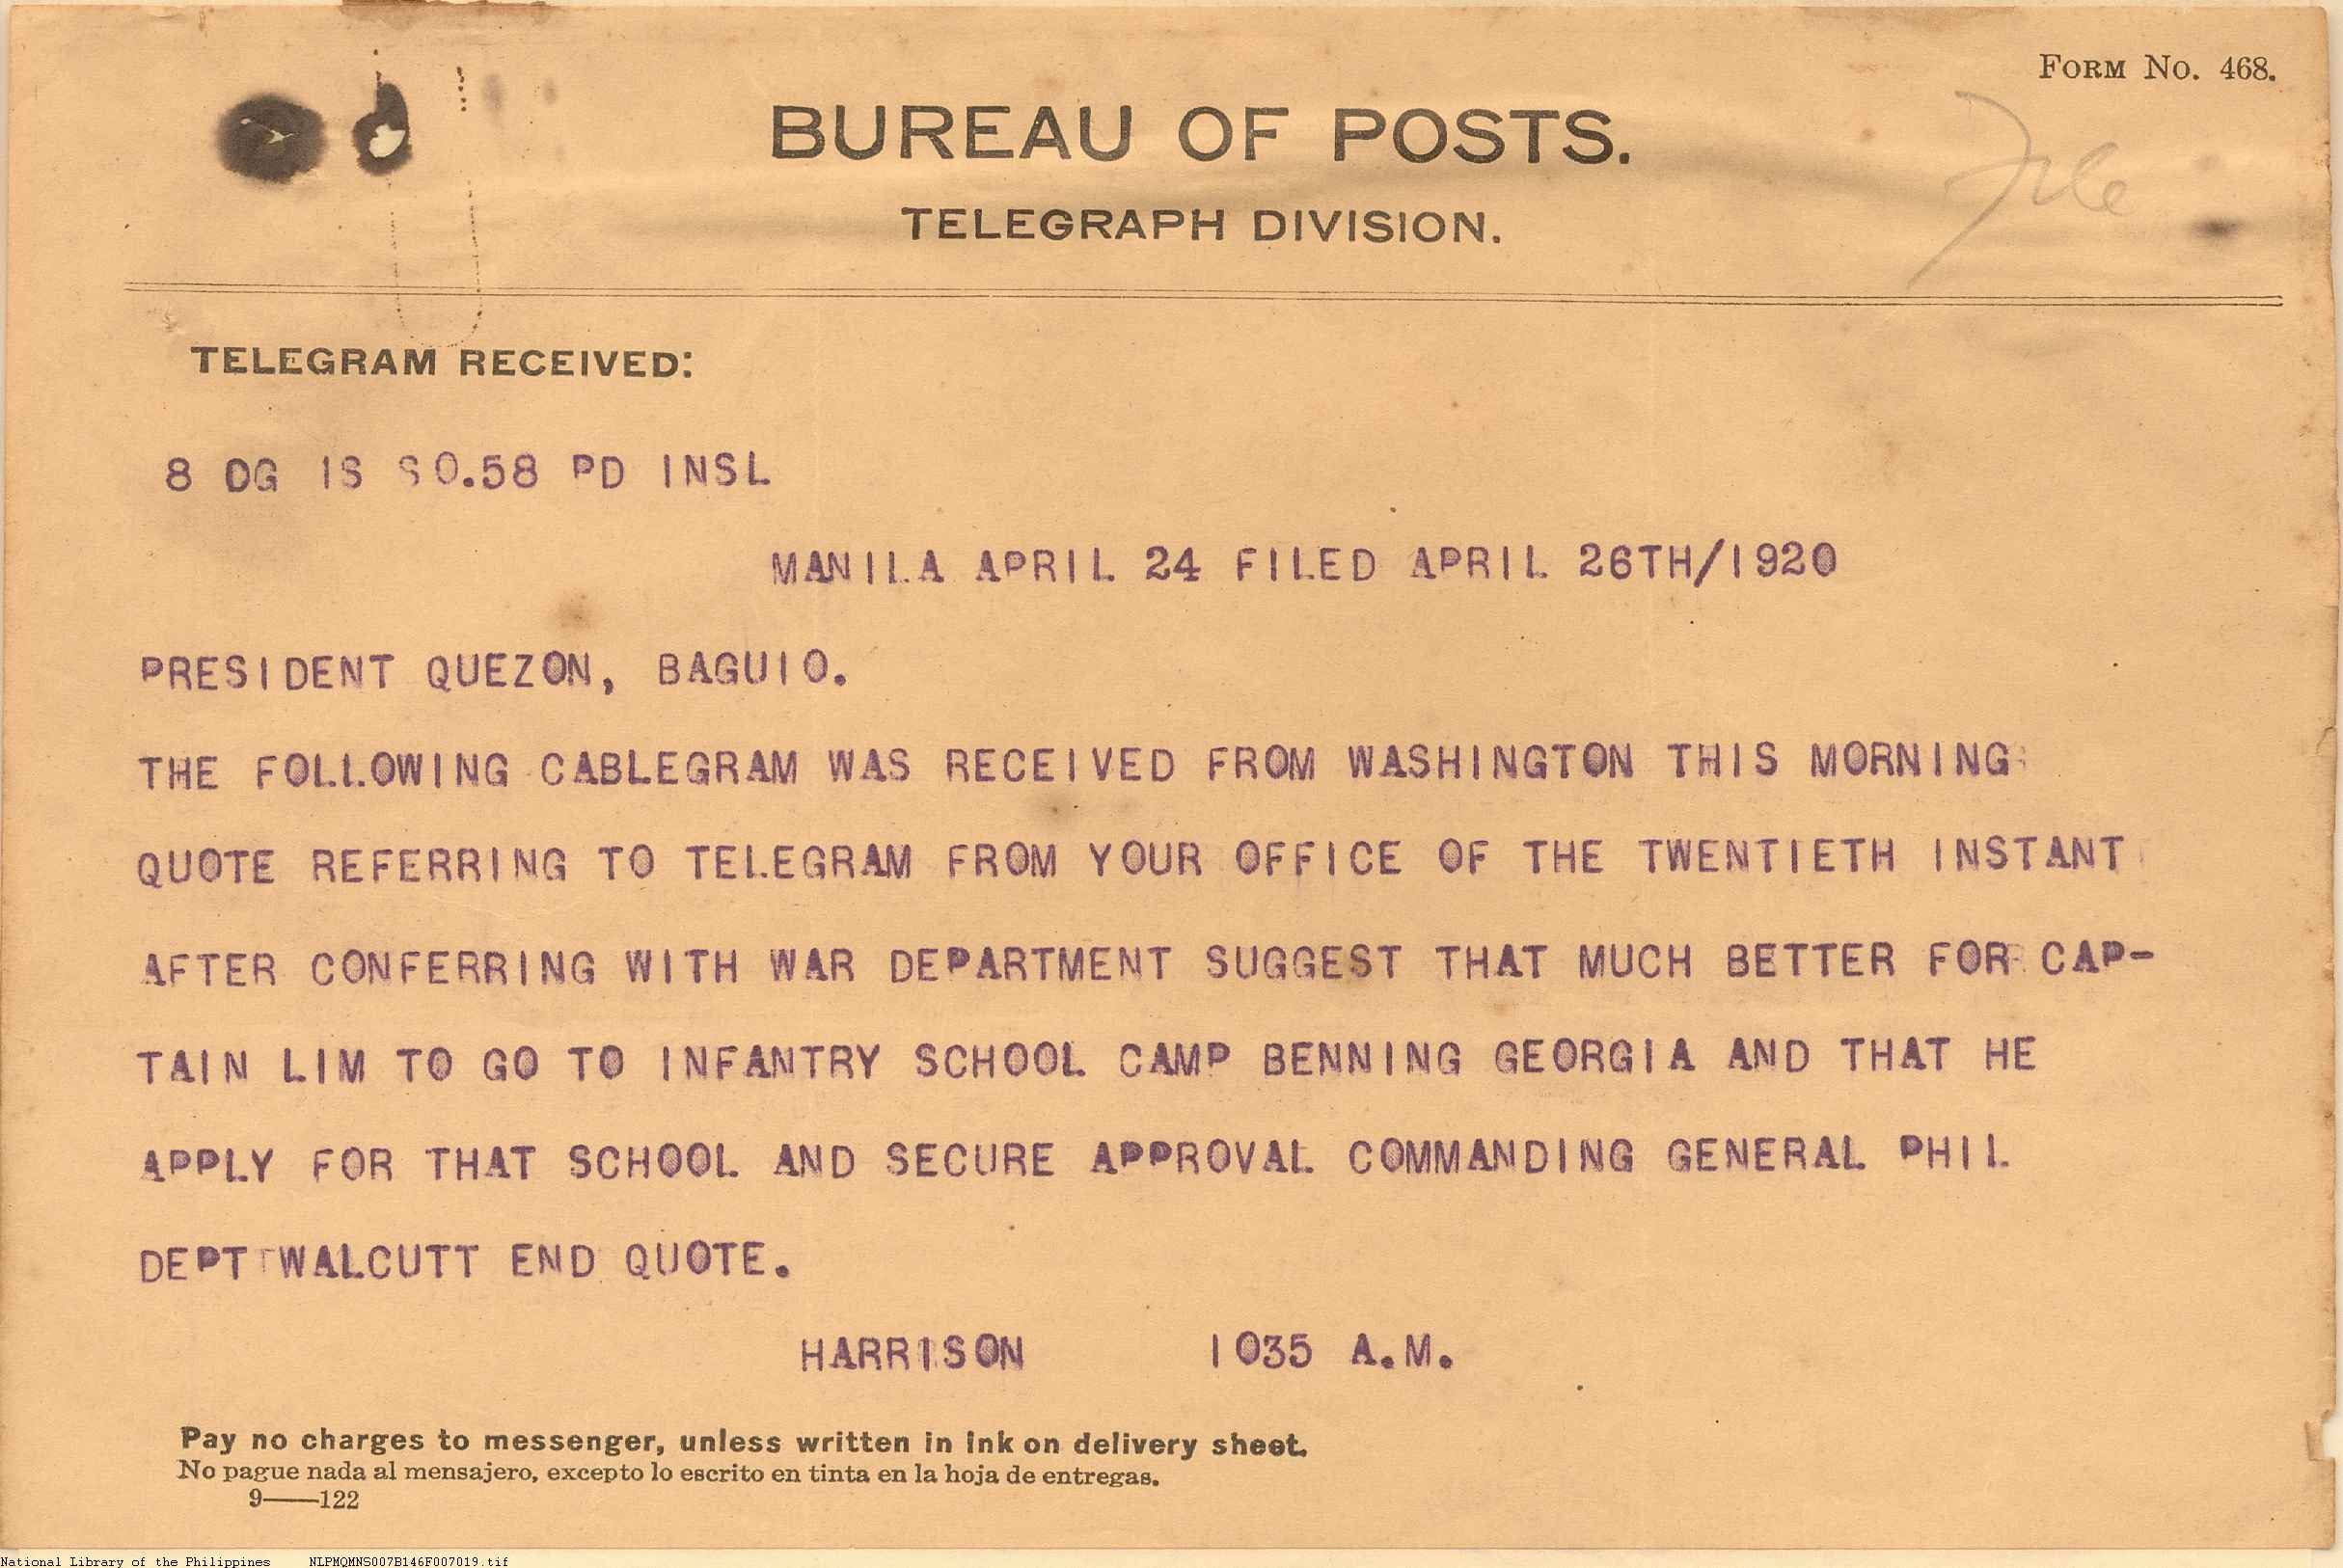 FORM NO. 468.
File
BUREAU OF POSTS.
TELEGRAPH DIVISION.
TELEGRAM RECEIVED:
8 DG IS SO.58 PD INSL
MANILA APRIL 24 FILED APRIL 26TH/1920
PRESIDENT QUEZON, BAGUIO.
THE FOLLOWING CABLEGRAM WAS RECEIVED FROM WASHINGTON THIS MORNING:
QUOTE REFERRING TO TELEGRAM FROM YOUR OFFICE OF THE TWENTIETH INSTANT
AFTER CONFERRING WITH WAR DEPARTMENT SUGGEST THAT MUCH BETTER FOR CAP-
TAIN LIM TO GO TO INFANTRY SCHOOL CAMP BENNING GEORGIA AND THAT HE
APPLY FOR THAT SCHOOL AND SECURE APPROVAL COMMANDING GENERAL PHIL
DEPT WALCUTT END QUOTE.
HARRISON 1035 A.M.
Pay no charges to messenger, unless written in ink on delivery sheet.
No pague nada al mensajero, excepto lo escrito en tinta en la hoja de entregas.
9——122
National Library of the Philippines NLPMQMNS007B146F007019.tif